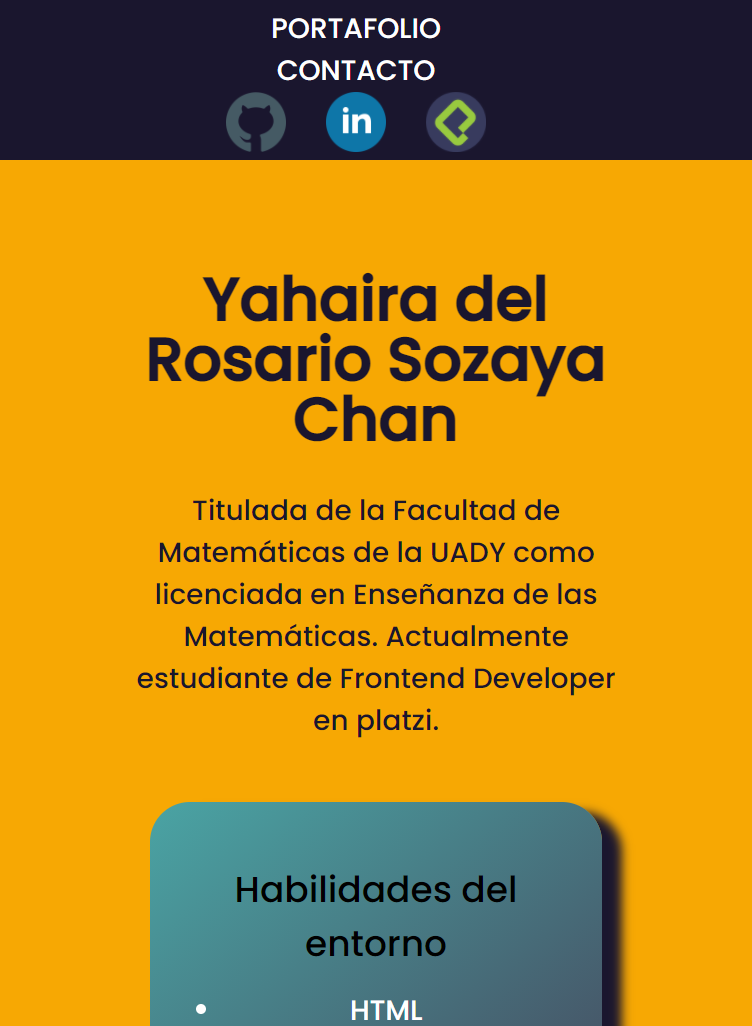 PORTAFOLIO
CONTACTO
in
Yahaira del
Rosario Sozaya
Chan
Titulada de la Facultad de
Matemáticas de la UADY como
licenciada en Enseñanza de las
Matemáticas. Actualmente
estudiante de Frontend Developer
en platzi.
Habilidades del
entorno
• HTML